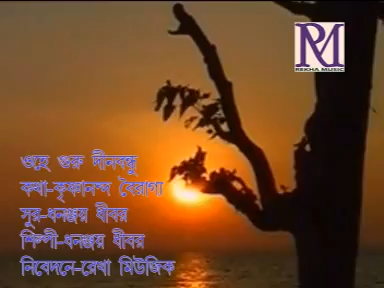 RM
REKHA MUSIC
ওহে গুরু দীনবন্ধু
কথা-কৃষ্ণানন্দ বৈরাগ্য
সুর-ধনঞ্জয় ধীবর
শিল্পী-ধনঞ্জয় ধীবর
নিবেদনে-রেখা মিউজিক